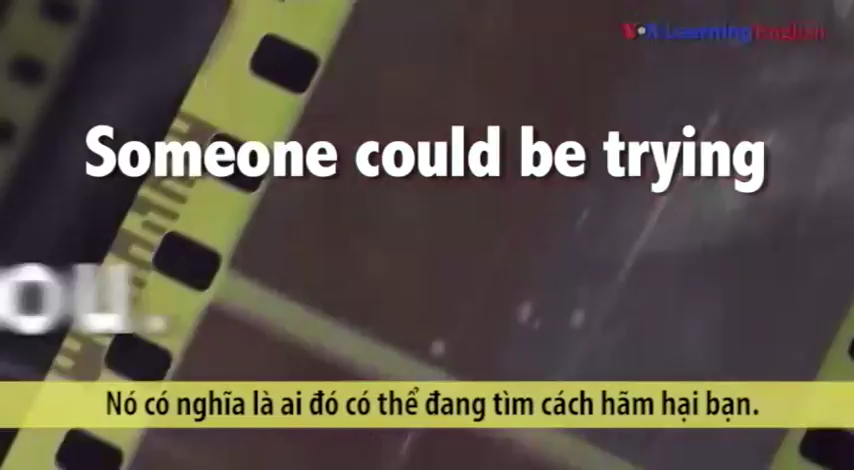 VOA Learning English
Someone could be trying
ou.
Nó có nghĩa là ai đó có thể đang tìm cách hãm hại bạn.